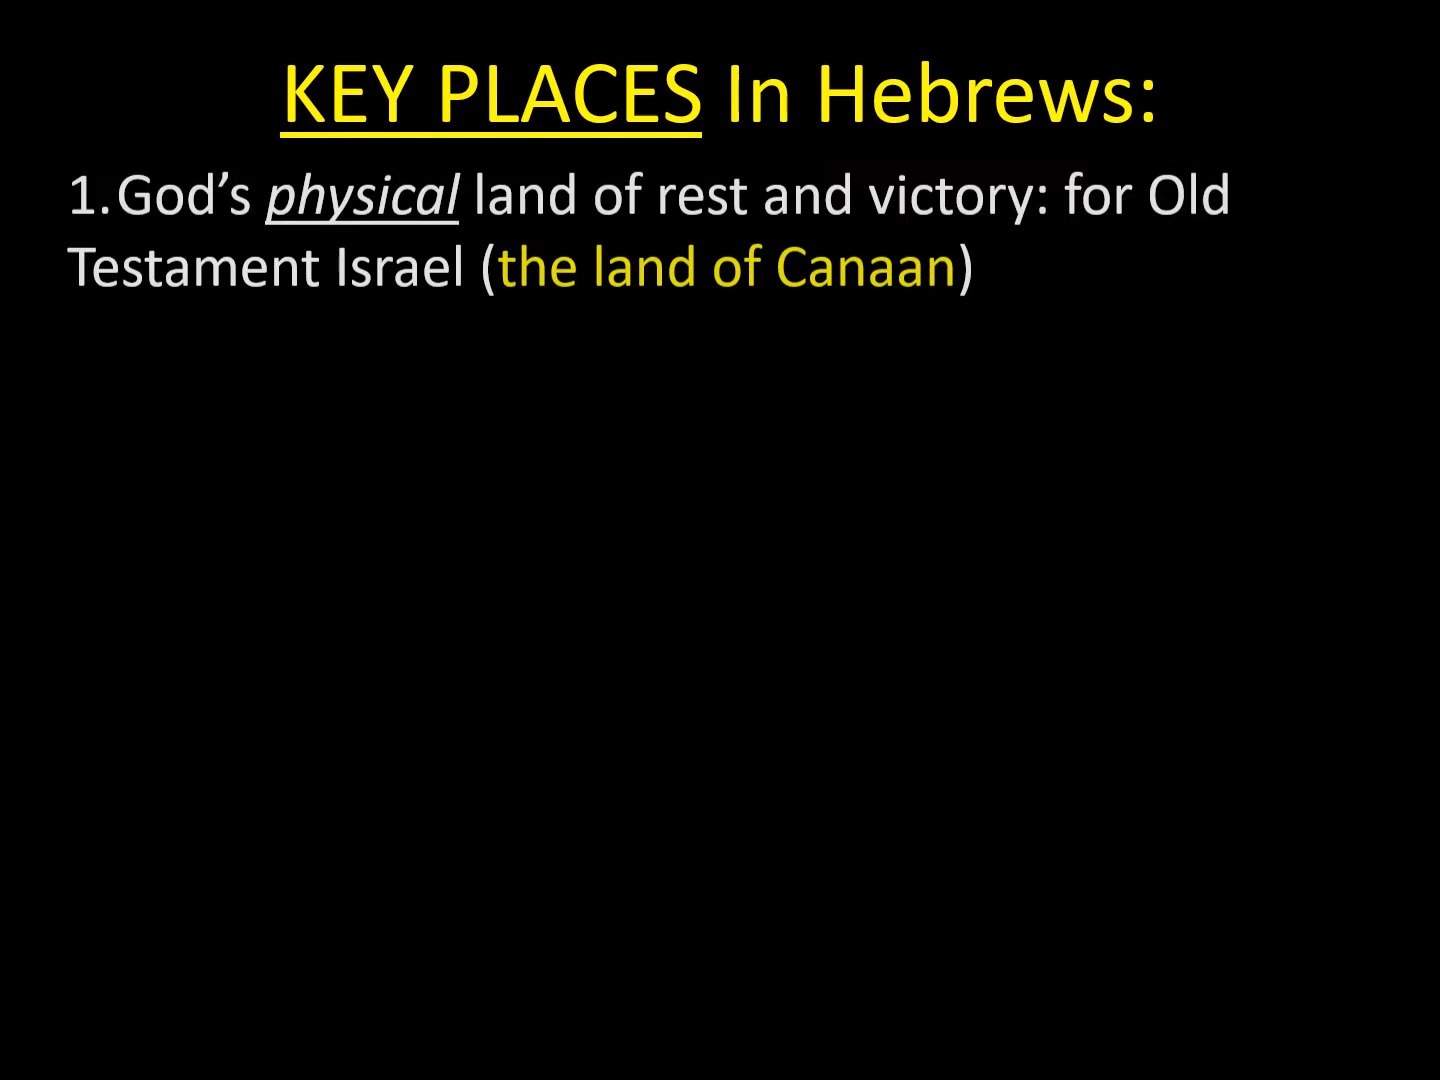 KEY PLACES In Hebrews:
1. God’s physical land of rest and victory: for Old
Testament Israel (the land of Canaan)